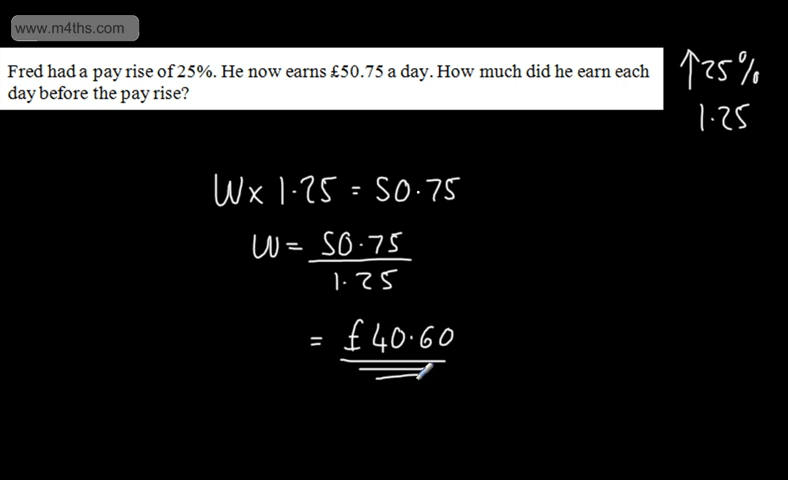 www.m4ths.com
Fred had a pay rise of 25%. He now earns £50.75 a day. How much did he earn each
day before the pay rise?
↑25%
1.25
W x 1.25 = 50.75
W = 50.75
1.25
= £40.60